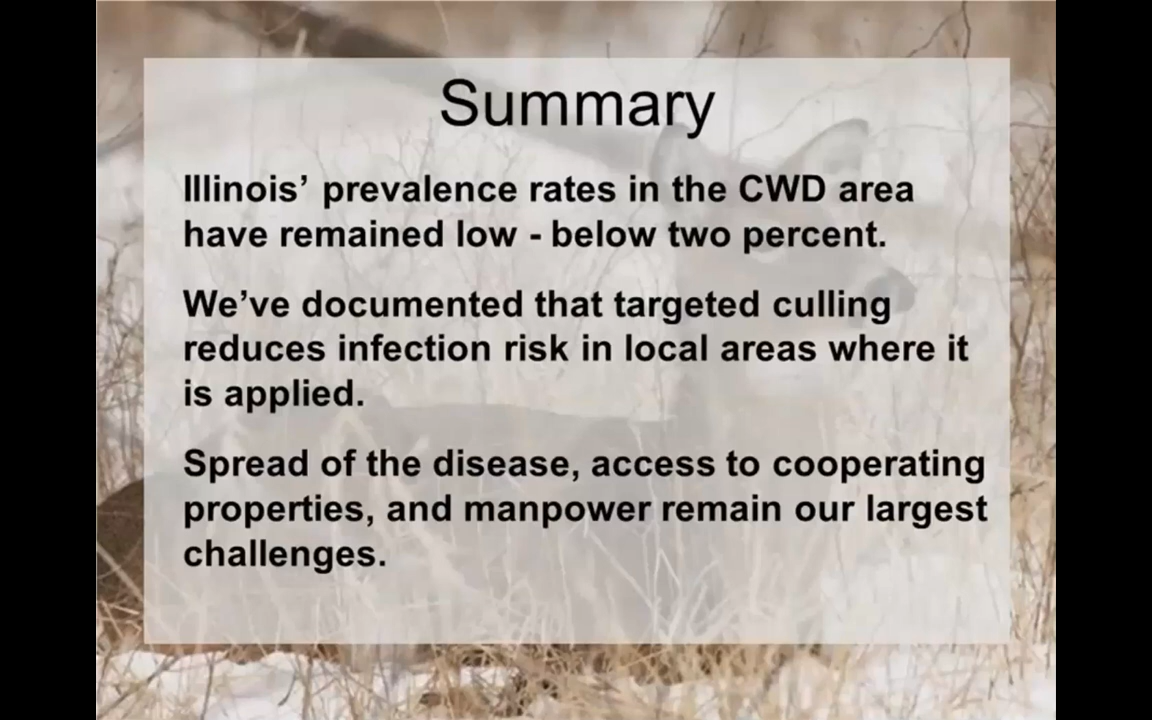 Summary
Illinois’ prevalence rates in the CWD area
have remained low - below two percent.
We’ve documented that targeted culling
reduces infection risk in local areas where it
is applied.
Spread of the disease, access to cooperating
properties, and manpower remain our largest
challenges.